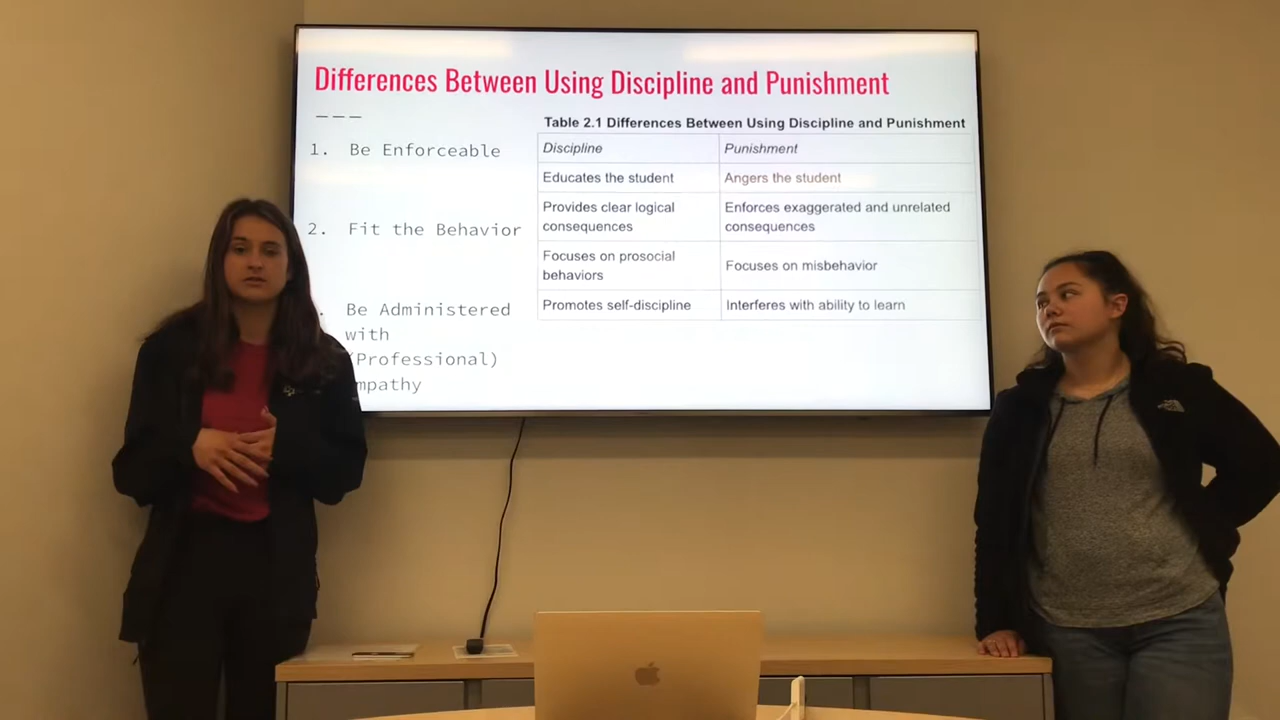 Differences Between Using Discipline and Punishment
1. Be Enforceable
2. Fit the Behavior
. Be Administered
with
(Professional)
mpathy
Table 2.1 Differences Between Using Discipline and Punishment
Discipline Punishment
Educates the student Angers the student
Provides clear logical Enforces exaggerated and unrelated
consequences consequences
Focuses on prosocial
behaviors
Focuses on misbehavior
Promotes self-discipline Interferes with ability to learn